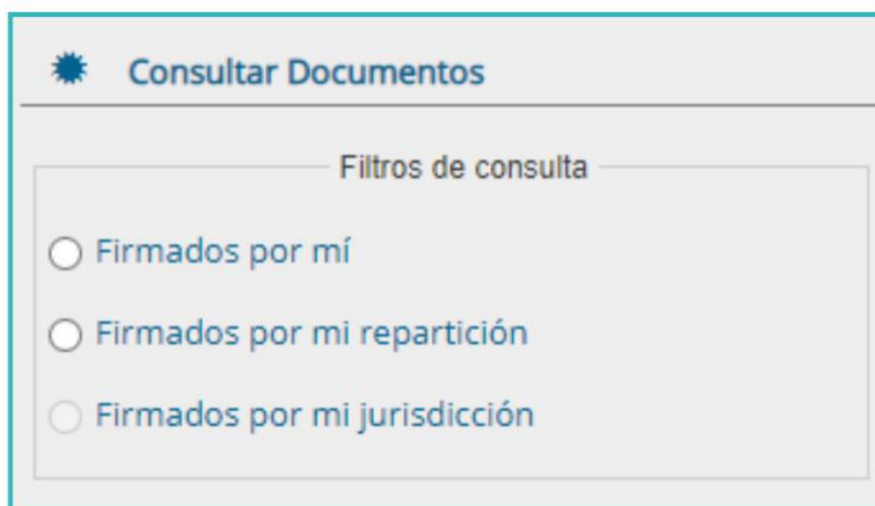 Consultar Documentos
Filtros de consulta
Firmados por mí
Firmados por mi repartición
Firmados por mi jurisdicción